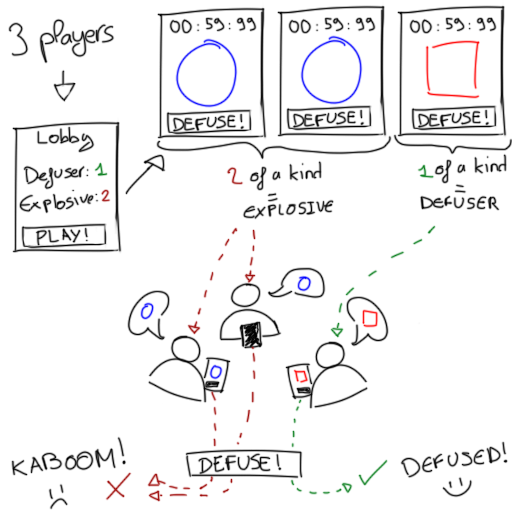 3 players
00:59:99
00:59:99
00:59:99
DEFUSE!
DEFUSE!
DEFUSE!
Lobby
Defuser: 1
Explosive: 2
PLAY!
2 of a kind
=
EXPLOSIVE
1 of a kind
=
DEFUSER
DEFUSE!
KABOOM!
DEFUSED!